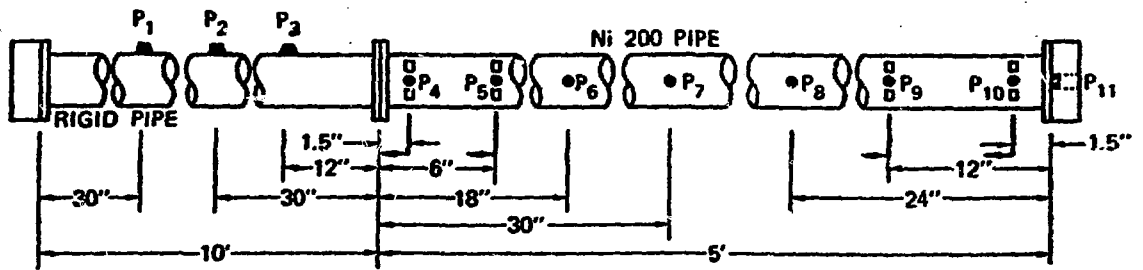 P1 P2 P3
Ni 200 PIPE
P4 P5 P6 P7 P8 P9 P10 P11
RIGID PIPE
1.5" 1.5"
12" 6" 12"
30" 30" 18" 24"
30"
10' 5'